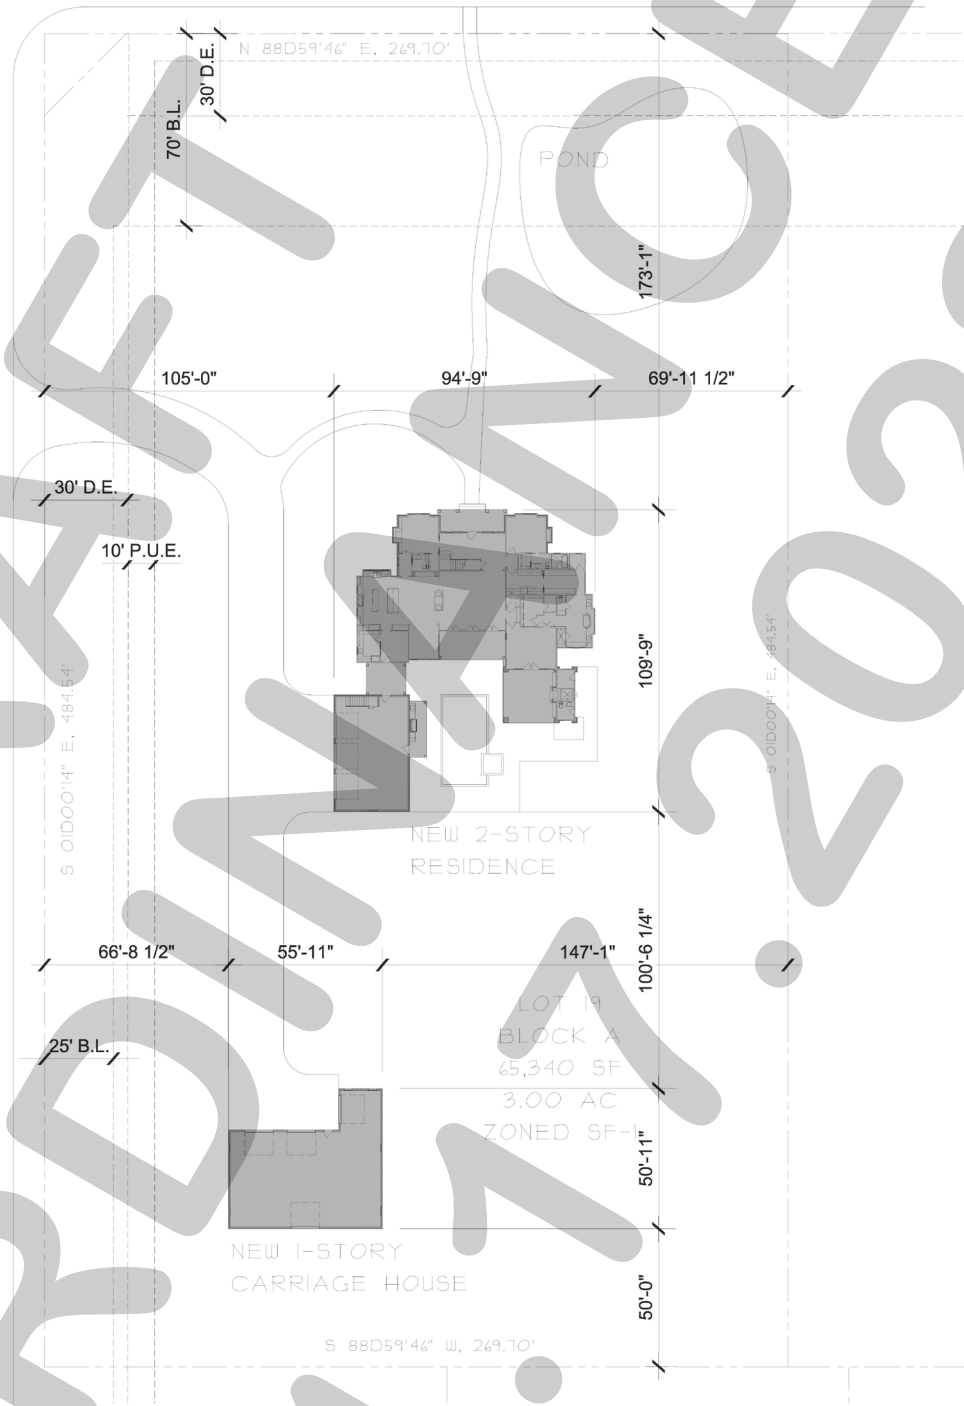 N 88D59'46" E, 269.70'
30' D.E.
70' B.L.
POND
173'-1"
105'-0"
94'-9"
69'-11 1/2"
30' D.E.
10' P.U.E.
109'-9"
S 01D00'14" E, 484.54'
S 01D00'14" E, 484.54'
NEW 2-STORY
RESIDENCE
66'-8 1/2"
55'-11"
147'-1"
100'-6 1/4"
LOT 19
BLOCK A
65,340 SF
3.00 AC
ZONED SF-1
25' B.L.
50'-11"
NEW 1-STORY
CARRIAGE HOUSE
50'-0"
S 88D59'46" W, 269.70'